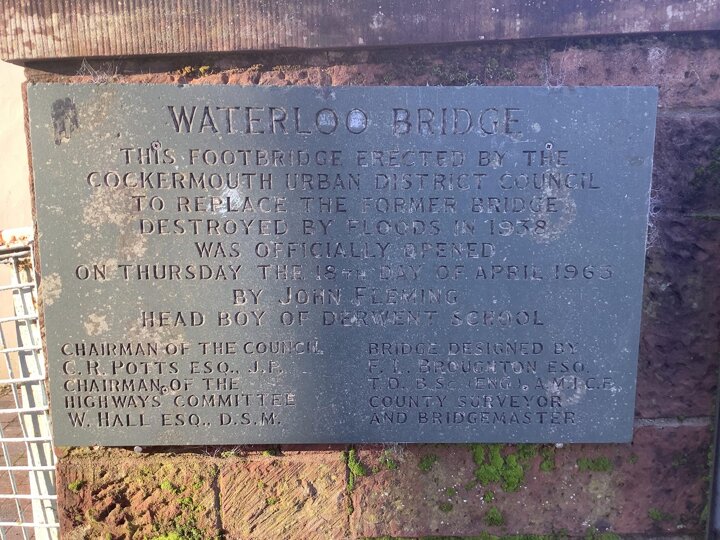 WATERLOO BRIDGE
THIS FOOTBRIDGE ERECTED BY THE
COCKERMOUTH URBAN DISTRICT COUNCIL
TO REPLACE THE FORMER BRIDGE
DESTROYED BY FLOODS IN 1938
WAS OFFICIALLY OPENED
ON THURSDAY THE 18TH DAY OF APRIL 1963
BY JOHN FLEMING
HEAD BOY OF DERWENT SCHOOL
CHAIRMAN OF THE COUNCIL
C.R. POTTS ESQ., J.P.
CHAIRMAN OF THE
HIGHWAYS COMMITTEE
W. HALL ESQ., D.S.M.
BRIDGE DESIGNED BY
F. L. BROUGHTON ESQ.
T.D. B.SC (ENG), A.M.I.C.E.
COUNTY SURVEYOR
AND BRIDGEMASTER